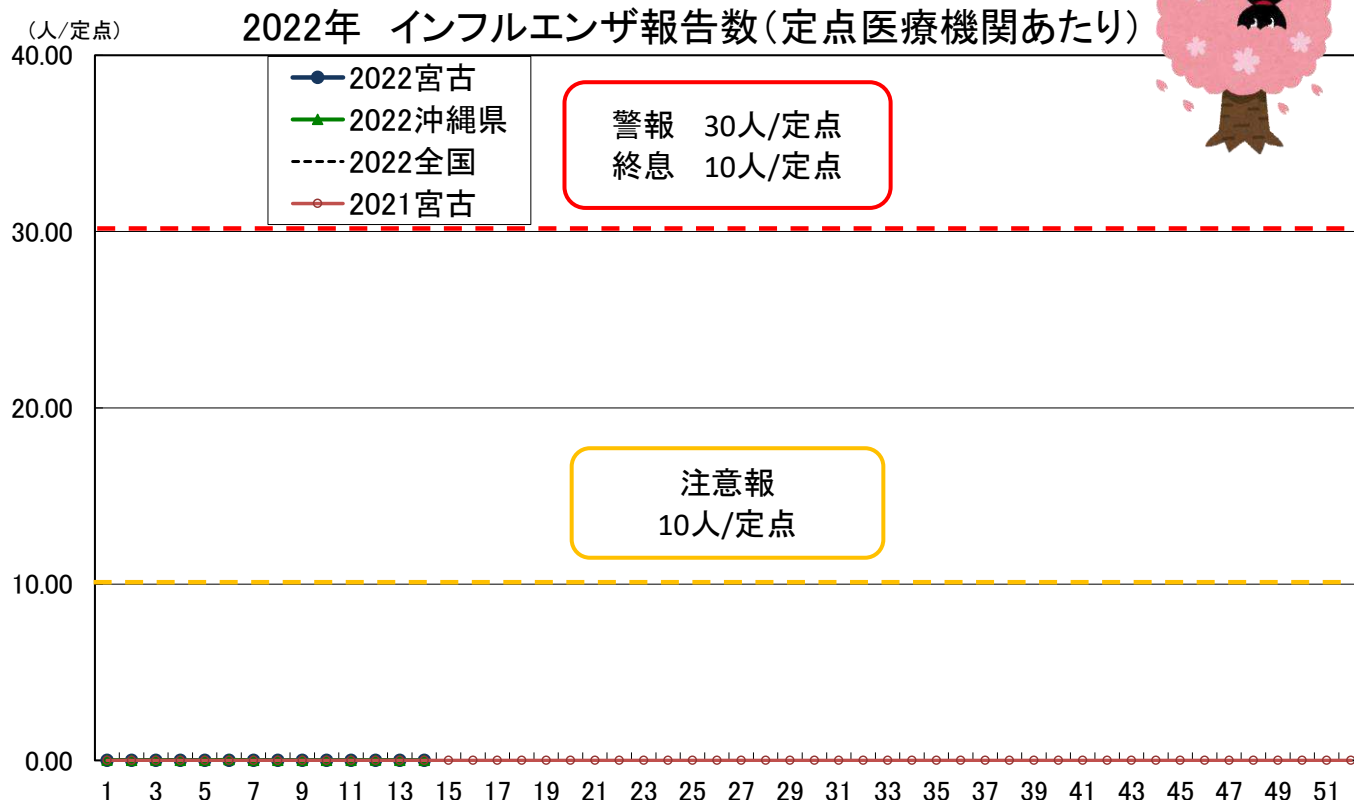 2022年 インフルエンザ報告数(定点医療機関あたり)
(人/定点)
40.00
2022宮古
2022沖縄県
2022全国
2021宮古
警報 30人/定点
終息 10人/定点
30.00
20.00
注意報
10人/定点
10.00
0.00
1 3 5 7 9 11 13 15 17 19 21 23 25 27 29 31 33 35 37 39 41 43 45 47 49 51